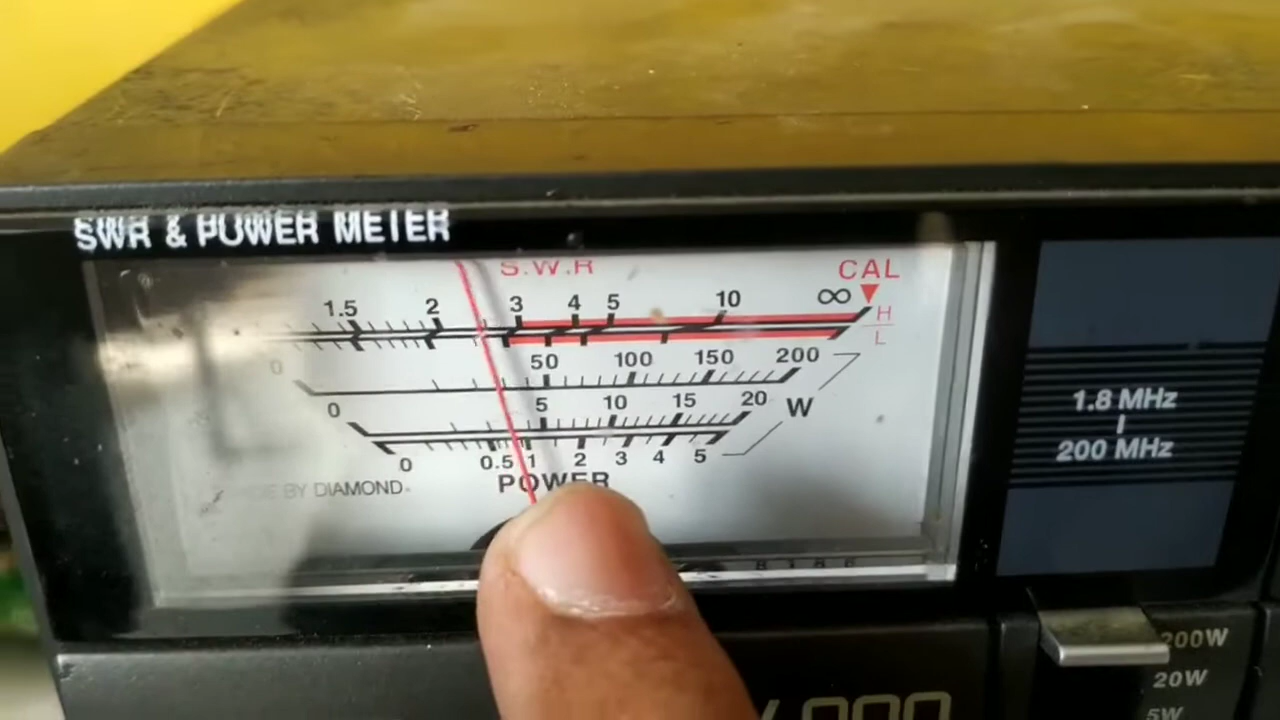 SWR & POWER METER
S.W.R
CAL
1.5 2 3 4 5 10 ∞
H
L
0 50 100 150 200
0 5 10 15 20
W
0 0.5 1 2 3 4 5
POWER
BY DIAMOND
1.8 MHz
200 MHz
200W
20W
5W